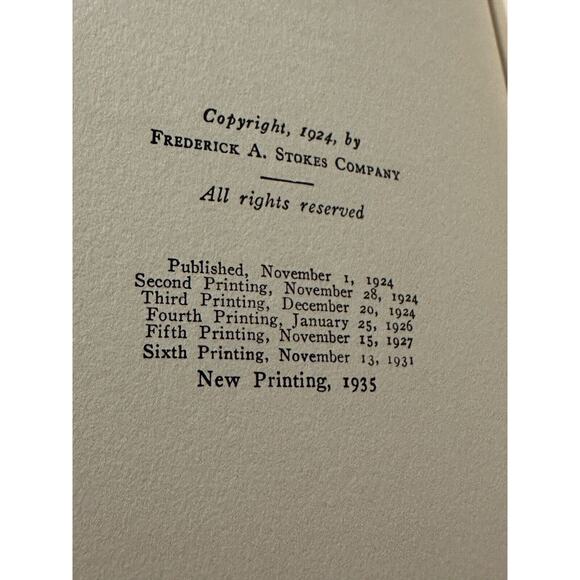 Copyright, 1924, by
FREDERICK A. STOKES COMPANY
All rights reserved
Published, November 1, 1924
Second Printing, November 28, 1924
Third Printing, December 20, 1924
Fourth Printing, January 25, 1926
Fifth Printing, November 15, 1927
Sixth Printing, November 13, 1931
New Printing, 1935